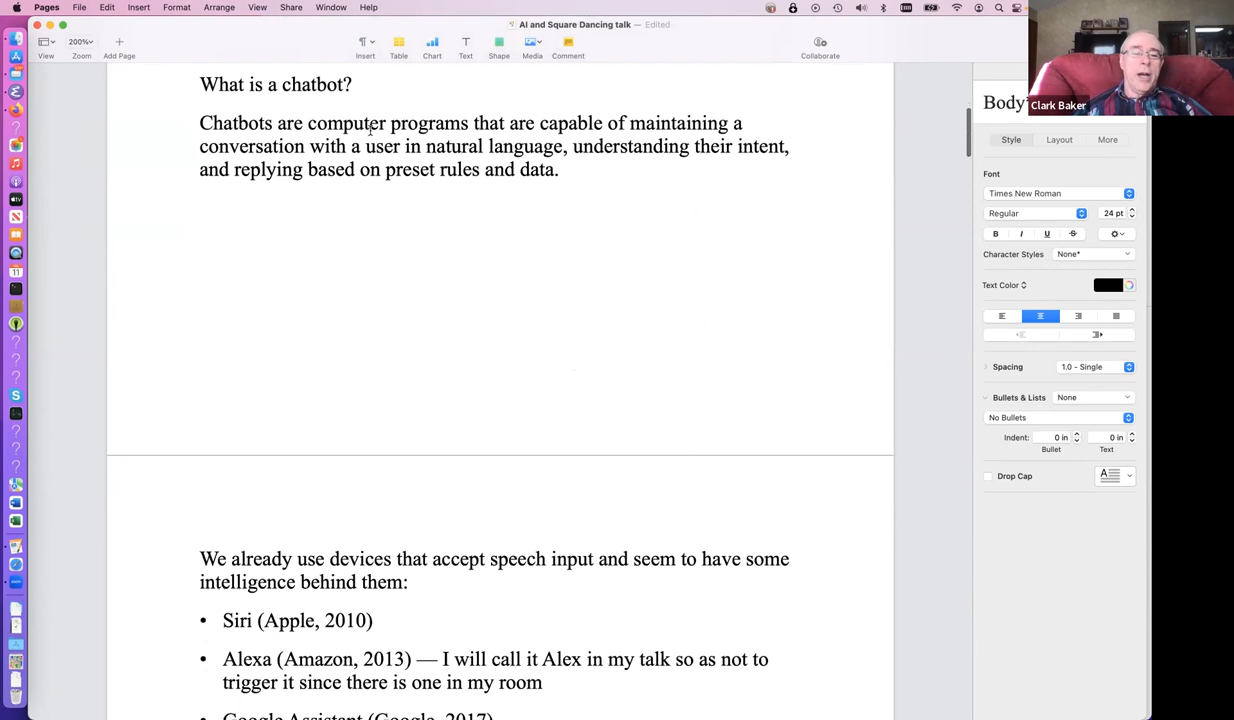 Pages File Edit Insert Format Arrange View Share Window Help
AI and Square Dancing talk — Edited
200%
View Zoom Add Page Insert Table Chart Text Shape Media Comment Collaborate
Clark Baker
What is a chatbot?
Chatbots are computer programs that are capable of maintaining a
conversation with a user in natural language, understanding their intent,
and replying based on preset rules and data.
We already use devices that accept speech input and seem to have some
intelligence behind them:
• Siri (Apple, 2010)
• Alexa (Amazon, 2013) — I will call it Alex in my talk so as not to
trigger it since there is one in my room
• Google Assistant (Google, 2017)
Body
Style Layout More
Font
Times New Roman
Regular 24 pt
B I U S
Character Styles None*
Text Color
Spacing 1.0 - Single
Bullets & Lists None
No Bullets
Indent: 0 in 0 in
Bullet Text
Drop Cap